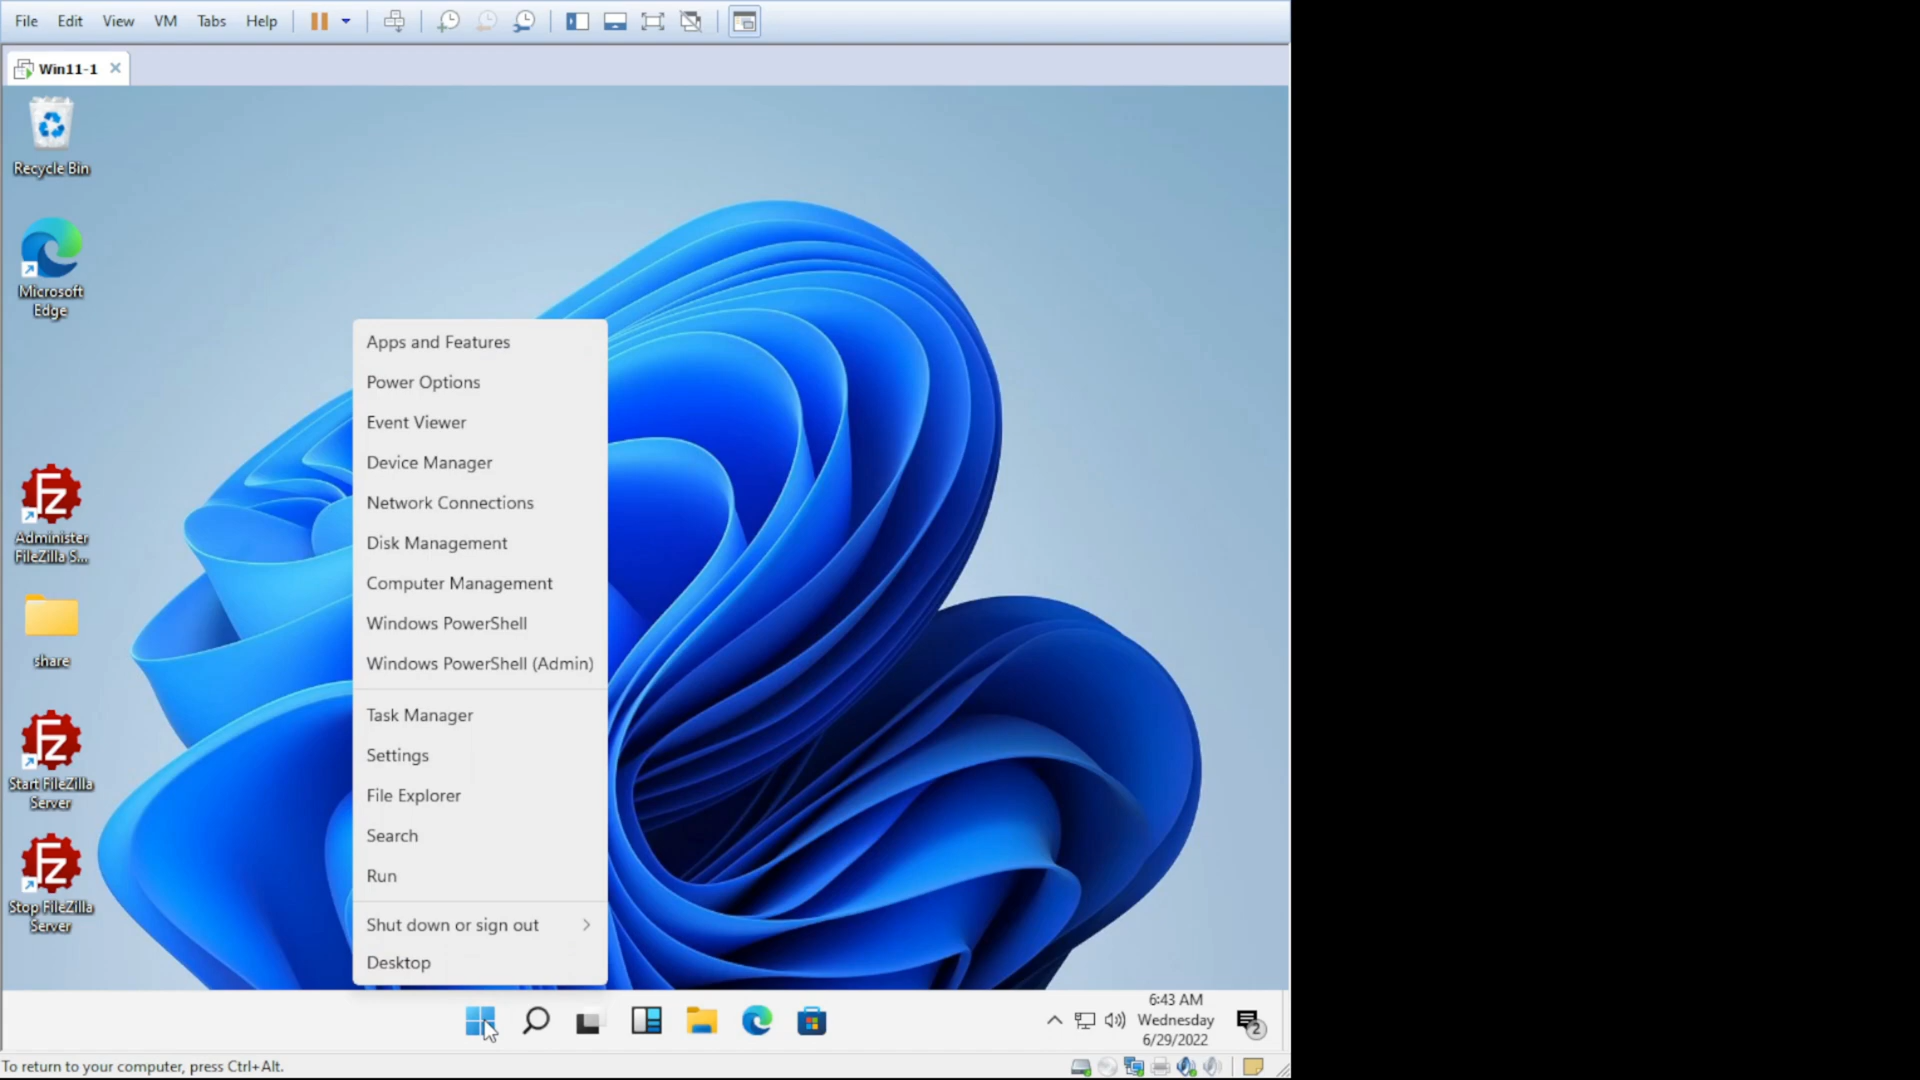 File Edit View VM Tabs Help
Win11-1
Recycle Bin
Microsoft
Edge
Administer
FileZilla S...
share
Start FileZilla
Server
Stop FileZilla
Server
Apps and Features
Power Options
Event Viewer
Device Manager
Network Connections
Disk Management
Computer Management
Windows PowerShell
Windows PowerShell (Admin)
Task Manager
Settings
File Explorer
Search
Run
Shut down or sign out
Desktop
6:43 AM
Wednesday
6/29/2022
2
To return to your computer, press Ctrl+Alt.